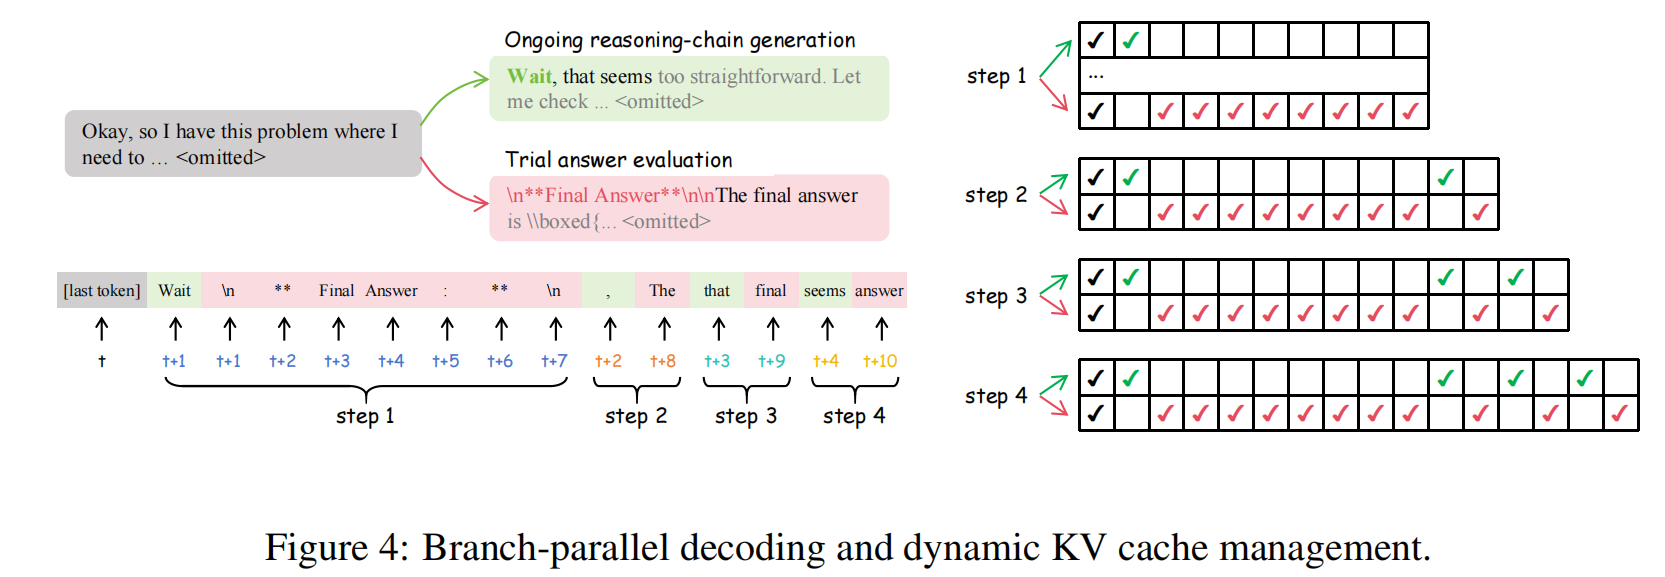 Ongoing reasoning-chain generation
Wait, that seems too straightforward. Let
me check ... <omitted>
Okay, so I have this problem where I
need to ... <omitted>
Trial answer evaluation
\n**Final Answer**\n\nThe final answer
is \\boxed{... <omitted>
[last token] Wait \n ** Final Answer : ** \n , The that final seems answer
t t+1 t+1 t+2 t+3 t+4 t+5 t+6 t+7 t+2 t+8 t+3 t+9 t+4 t+10
step 1 step 2 step 3 step 4
step 1
...
step 2
step 3
step 4
Figure 4: Branch-parallel decoding and dynamic KV cache management.